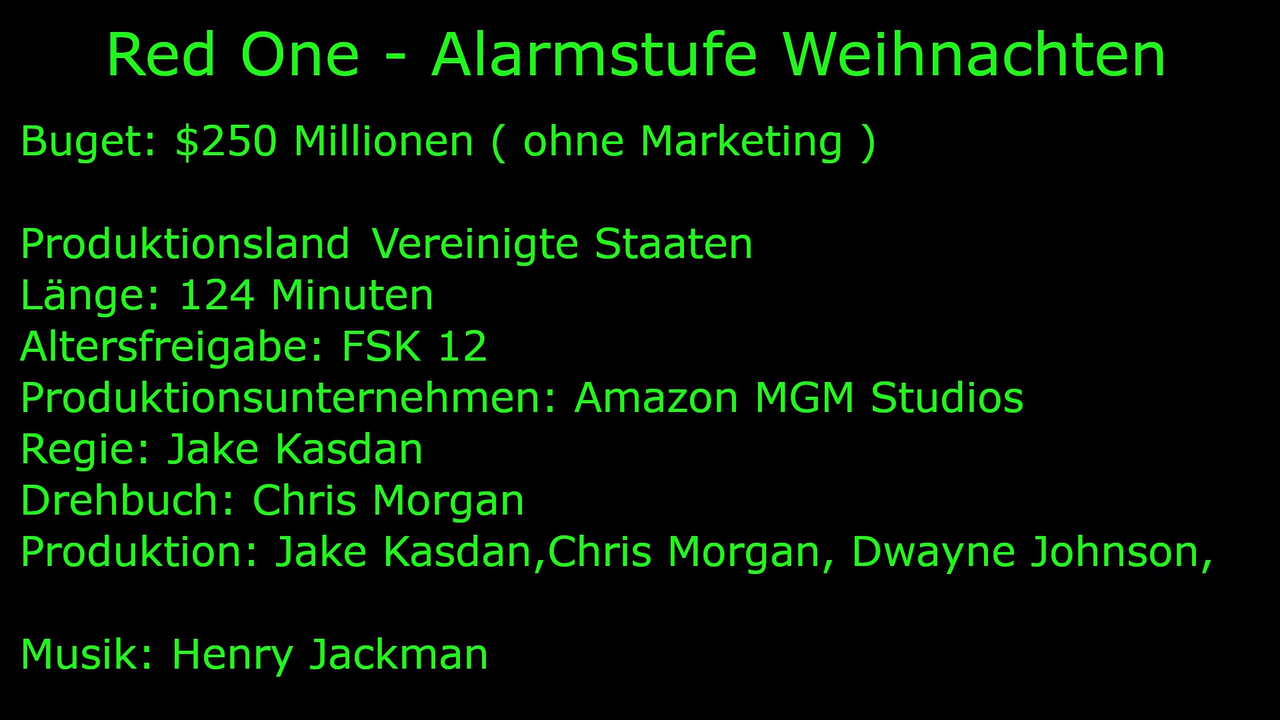 Red One - Alarmstufe Weihnachten
Buget: $250 Millionen ( ohne Marketing )
Produktionsland Vereinigte Staaten
Länge: 124 Minuten
Altersfreigabe: FSK 12
Produktionsunternehmen: Amazon MGM Studios
Regie: Jake Kasdan
Drehbuch: Chris Morgan
Produktion: Jake Kasdan,Chris Morgan, Dwayne Johnson,
Musik: Henry Jackman